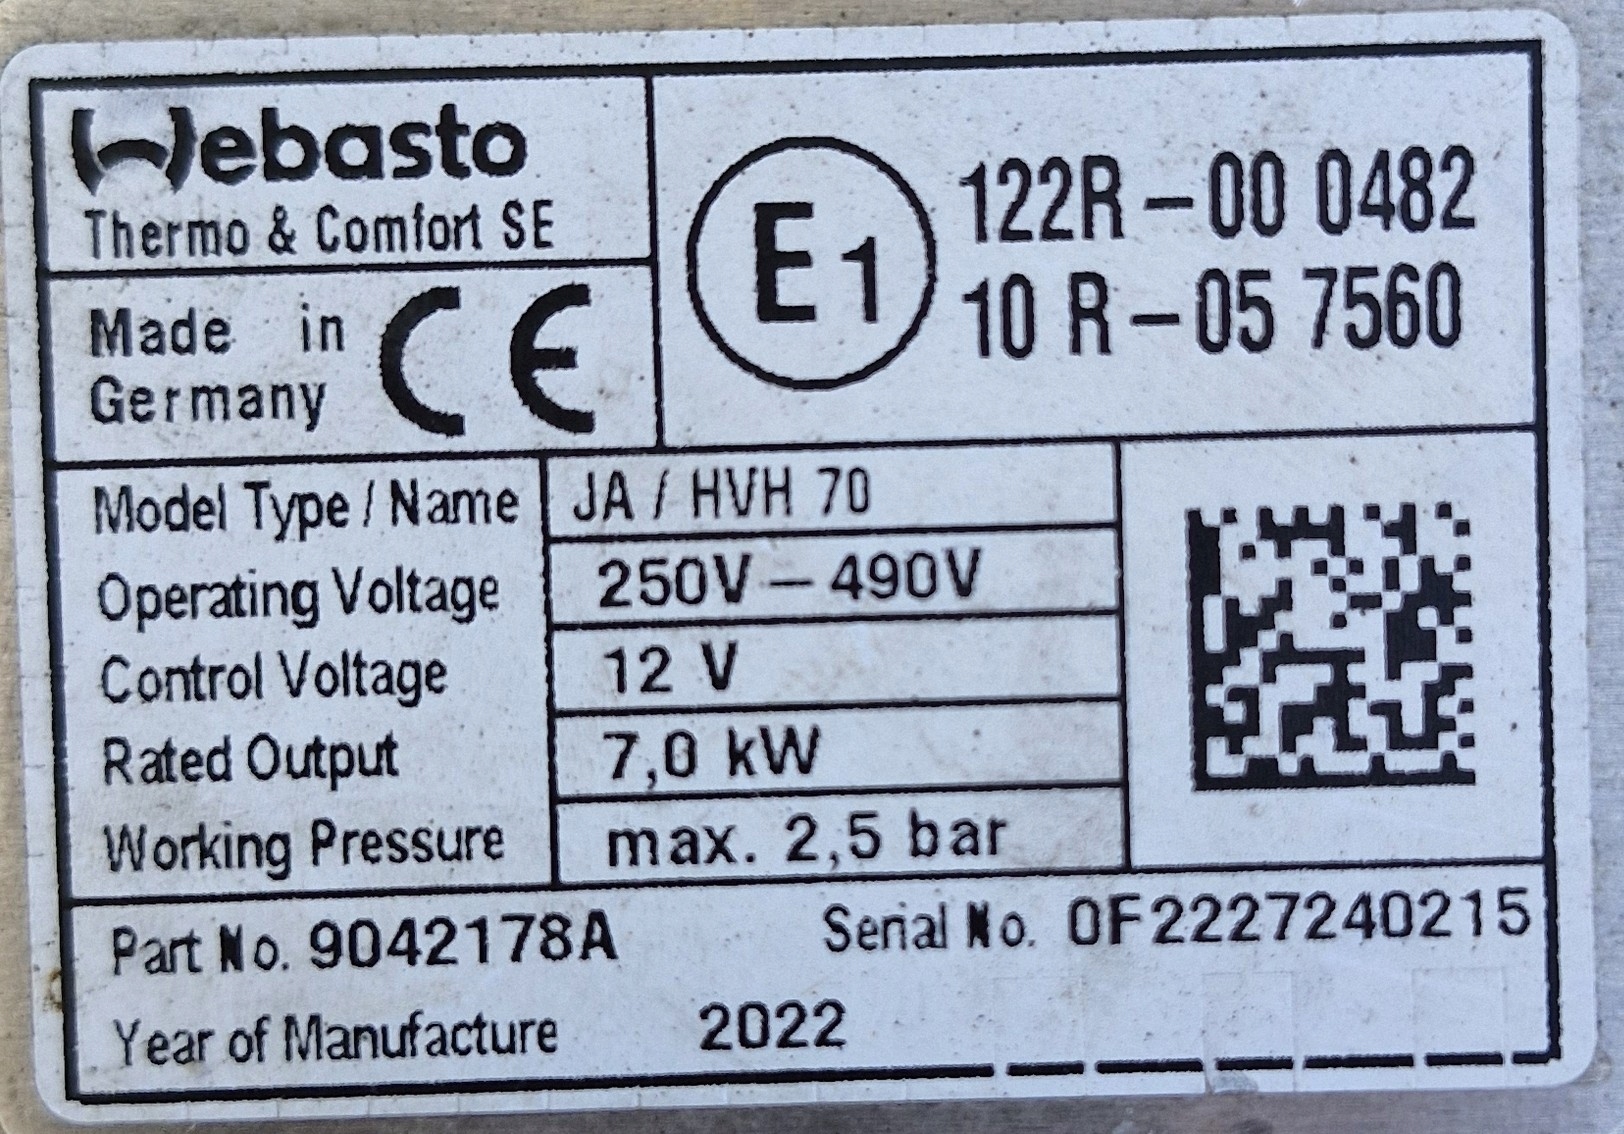 Webasto
Thermo & Comfort SE
Made in
Germany
CE
E1
122R-00 0482
10 R-05 7560
Model Type / Name JA / HVH 70
Operating Voltage 250V-490V
Control Voltage 12 V
Rated Output 7,0 kW
Working Pressure max. 2,5 bar
Part No. 9042178A Serial No. 0F2227240215
Year of Manufacture 2022